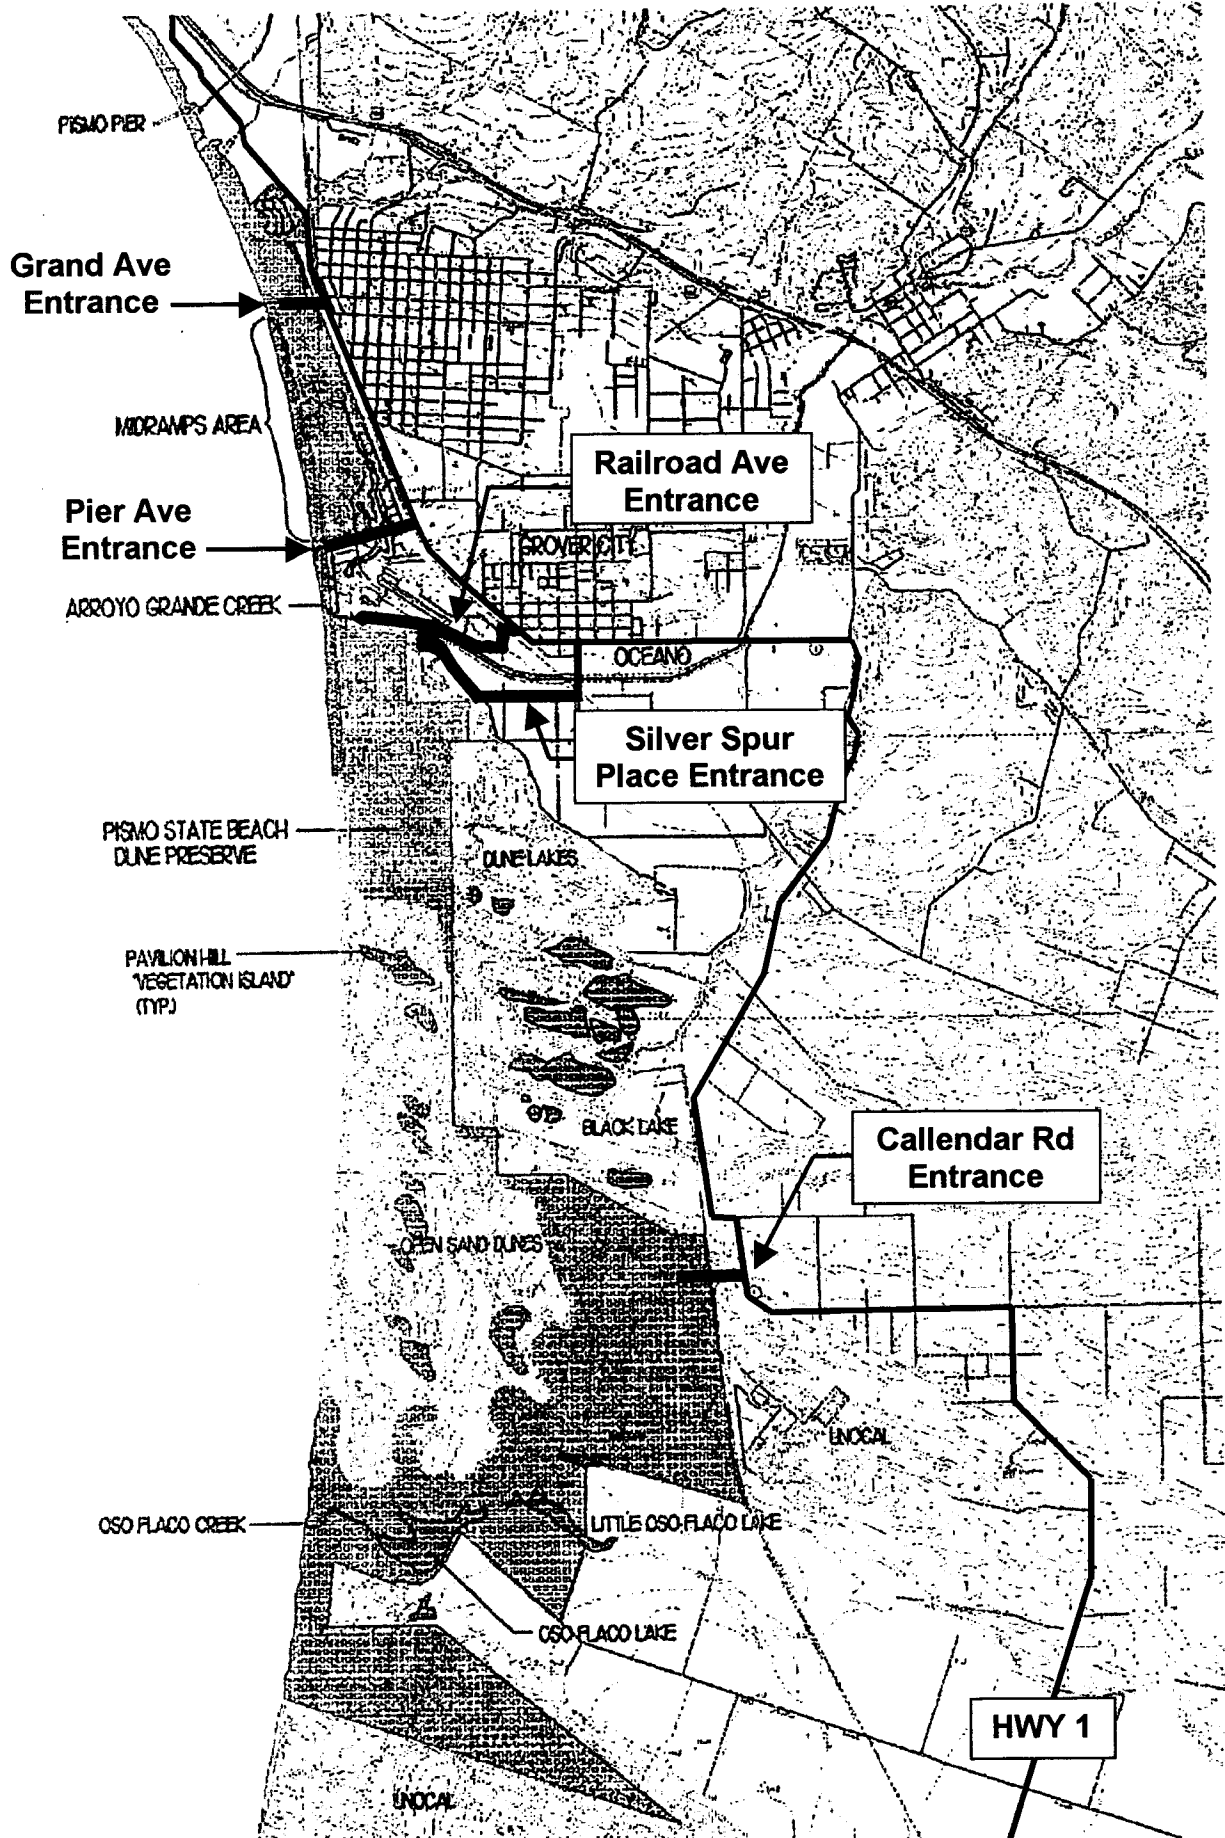 PISMO PIER
Grand Ave
Entrance
MIDRAMPS AREA
Railroad Ave
Entrance
Pier Ave
Entrance
GROVER CITY
ARROYO GRANDE CREEK
OCEANO
Silver Spur
Place Entrance
PISMO STATE BEACH
DUNE PRESERVE
DUNE LAKES
PAVILION HILL
"VEGETATION ISLAND"
(TYP.)
BLACK LAKE
Callendar Rd
Entrance
OPEN SAND DUNES
UNOCAL
OSO FLACO CREEK
LITTLE OSO FLACO LAKE
OSO FLACO LAKE
HWY 1
UNOCAL